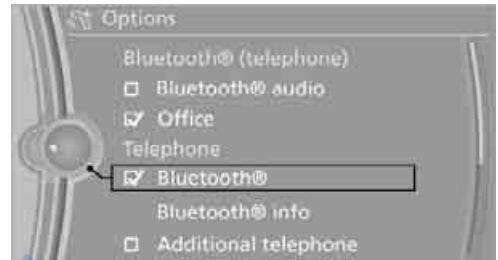 Options
Bluetooth® (telephone)
Bluetooth® audio
Office
Telephone
Bluetooth®
Bluetooth® info
Additional telephone